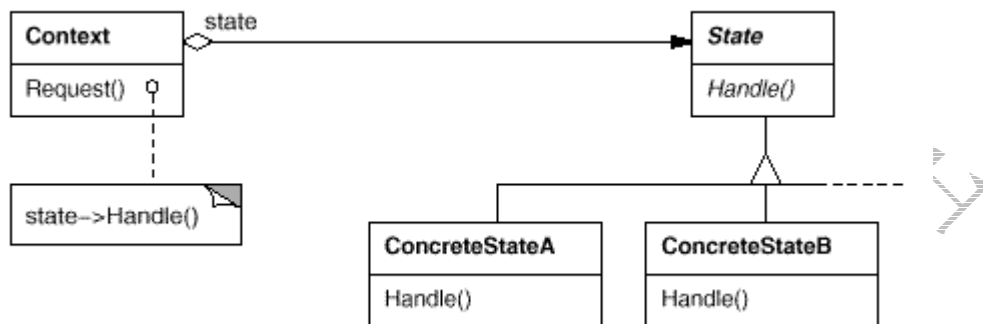 Context
Request()
state
State
Handle()
state->Handle()
ConcreteStateA
Handle()
ConcreteStateB
Handle()